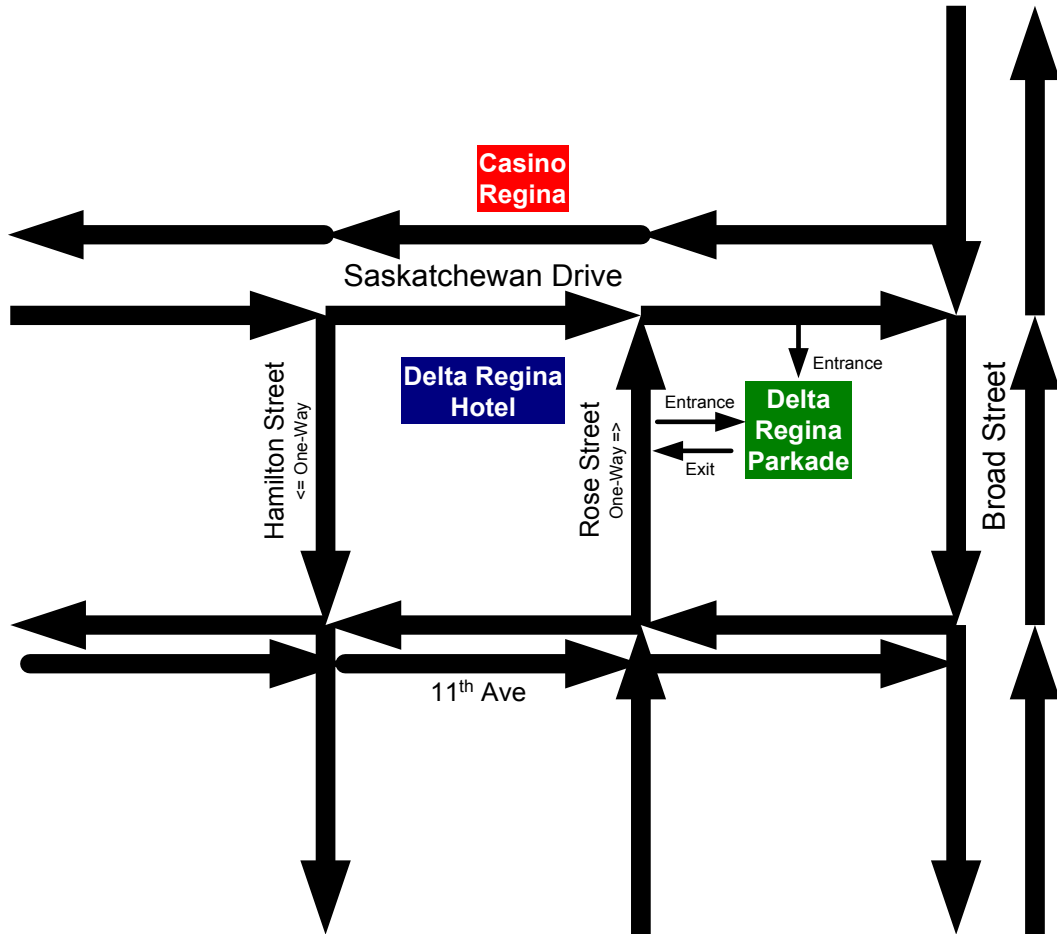 Casino
Regina
Saskatchewan Drive
Entrance
Delta Regina
Hotel
Entrance
Exit
Delta
Regina
Parkade
Hamilton Street
<= One-Way
Rose Street
One-Way =>
Broad Street
11th Ave